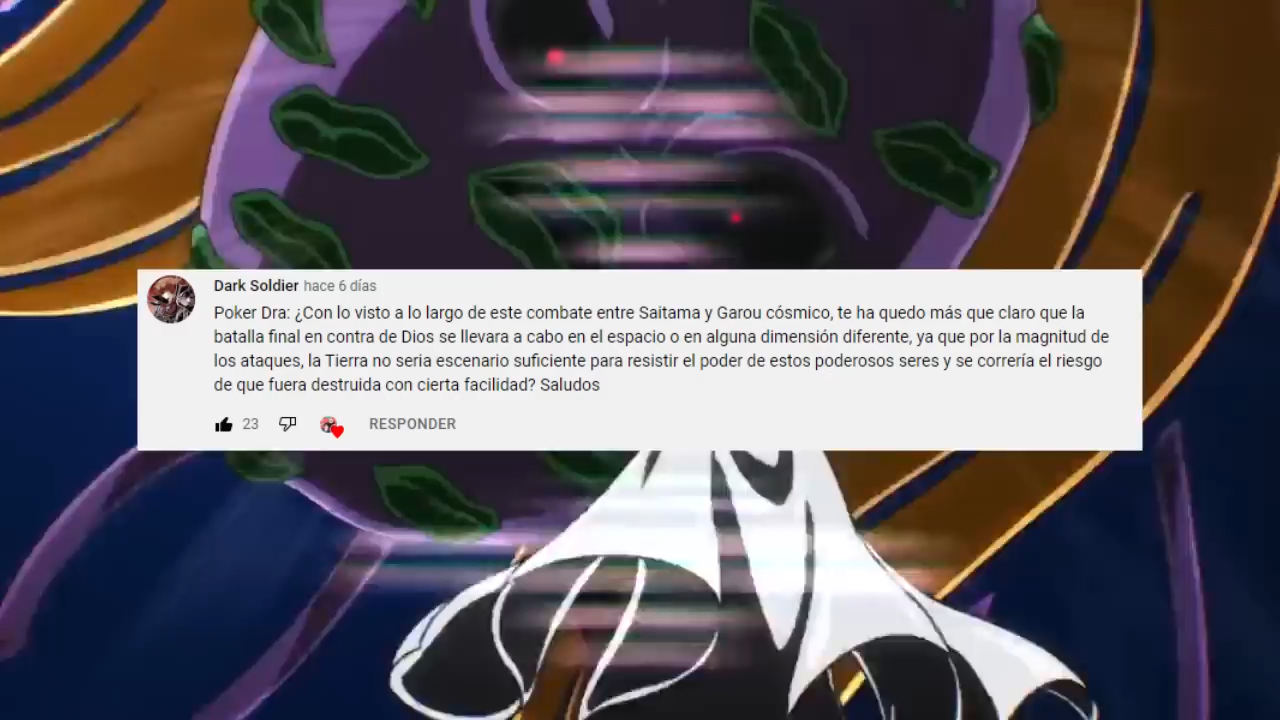 Dark Soldier hace 6 días
Poker Dra: ¿Con lo visto a lo largo de este combate entre Saitama y Garou cósmico, te ha quedo más que claro que la
batalla final en contra de Dios se llevara a cabo en el espacio o en alguna dimensión diferente, ya que por la magnitud de
los ataques, la Tierra no seria escenario suficiente para resistir el poder de estos poderosos seres y se correría el riesgo
de que fuera destruida con cierta facilidad? Saludos
23 RESPONDER